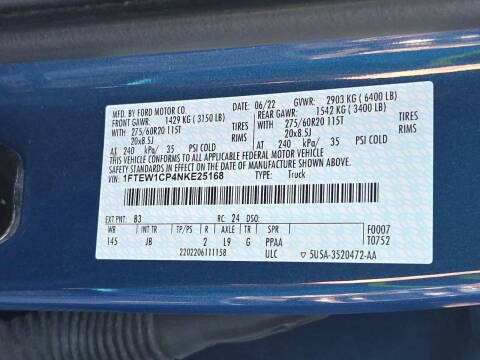 MFD. BY FORD MOTOR CO.
DATE: 06/22 GVWR: 2903 KG ( 6400 LB)
FRONT GAWR: 1429 KG ( 3150 LB) REAR GAWR: 1542 KG ( 3400 LB)
WITH 275/60R20 115T TIRES WITH 275/60R20 115T TIRES
20x8.5J RIMS 20x8.5J RIMS
AT 240 kPa/ 35 PSI COLD AT 240 kPa/ 35 PSI COLD
THIS VEHICLE CONFORMS TO ALL APPLICABLE FEDERAL MOTOR VEHICLE
SAFETY STANDARDS IN EFFECT ON THE DATE OF MANUFACTURE SHOWN ABOVE.
VIN: 1FTEW1CP4NKE25168 TYPE: Truck
EXT PNT: B3 RC: 24 DSO:
WB INT TR TP/PS R AXLE TR SPR F0007
145 JB 2 L9 G PPAA T0752
2202206111158 ULC 5U5A-3520472-AA